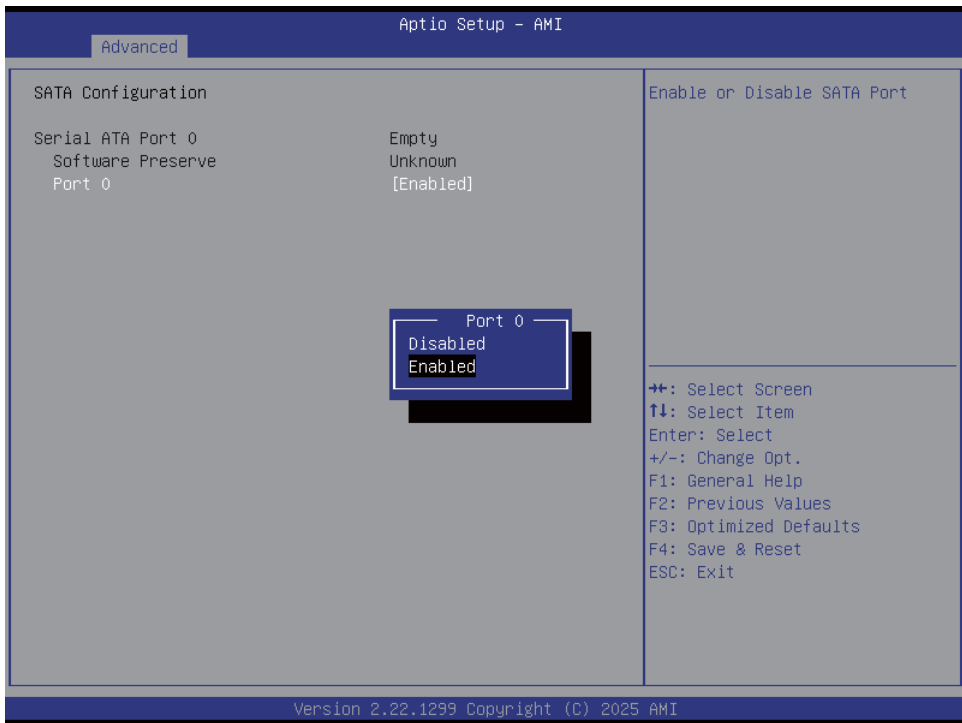 Aptio Setup – AMI
Advanced
SATA Configuration
Serial ATA Port 0 Empty
Software Preserve Unknown
Port 0 [Enabled]
Port 0
Disabled
Enabled
Enable or Disable SATA Port
→←: Select Screen
↑↓: Select Item
Enter: Select
+/-: Change Opt.
F1: General Help
F2: Previous Values
F3: Optimized Defaults
F4: Save & Reset
ESC: Exit
Version 2.22.1299 Copyright (C) 2025 AMI